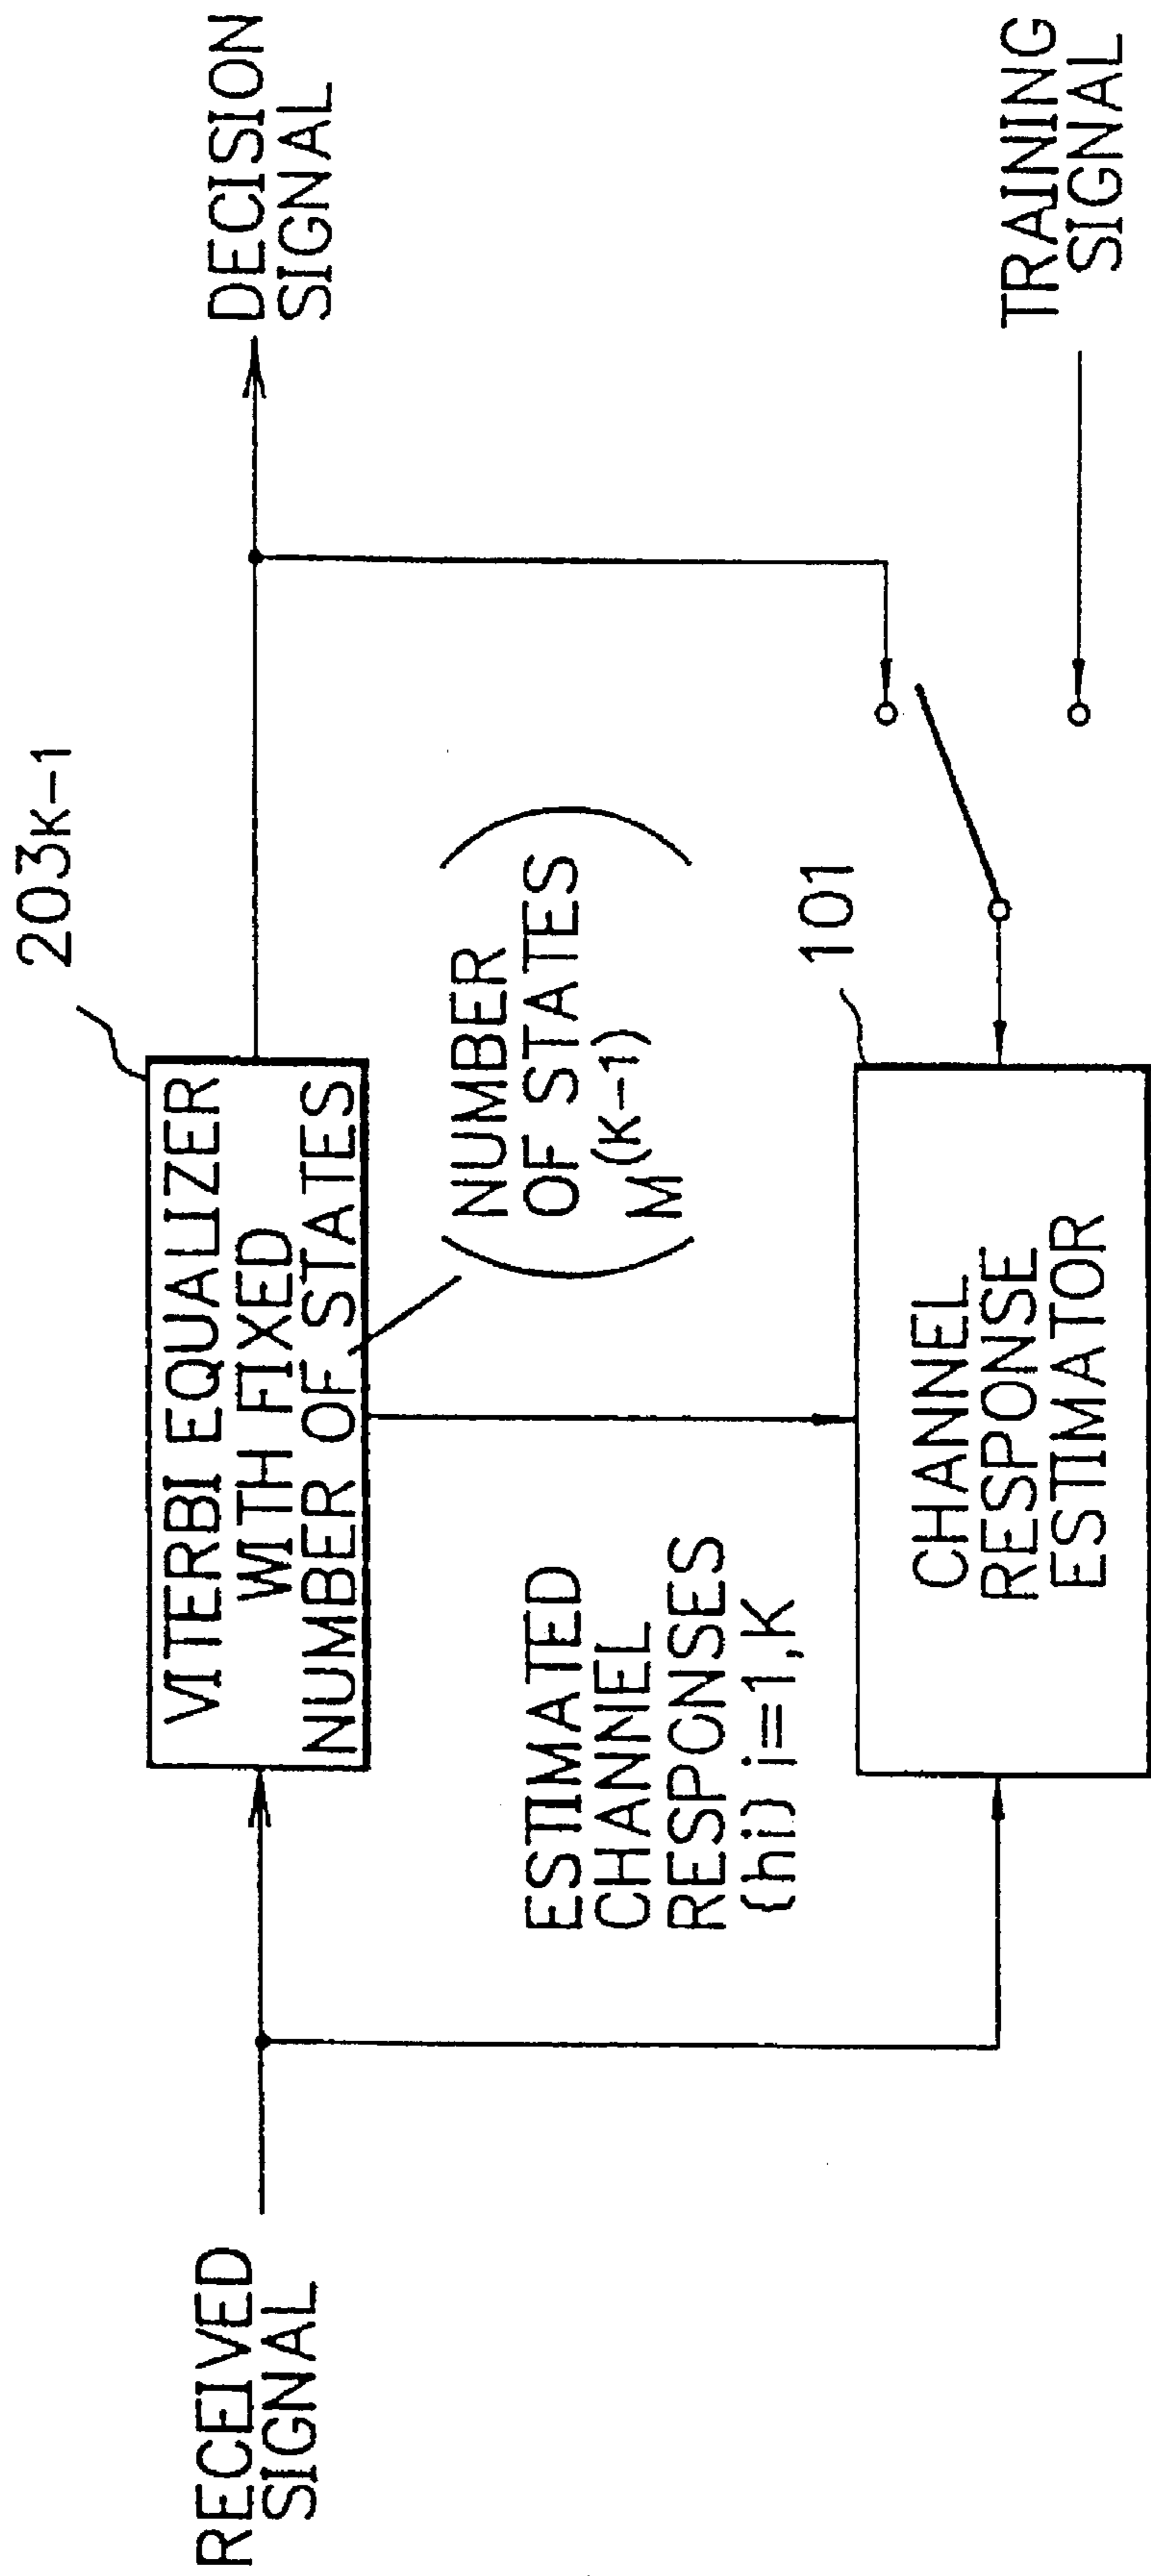 RECEIVED
SIGNAL
203K-1
VITERBI EQUALIZER
WITH FIXED
NUMBER OF STATES
DECISION
SIGNAL
NUMBER
OF STATES
M(K-1)
ESTIMATED
CHANNEL
RESPONSES
{hi} i=1,K
101
CHANNEL
RESPONSE
ESTIMATOR
TRAINING
SIGNAL